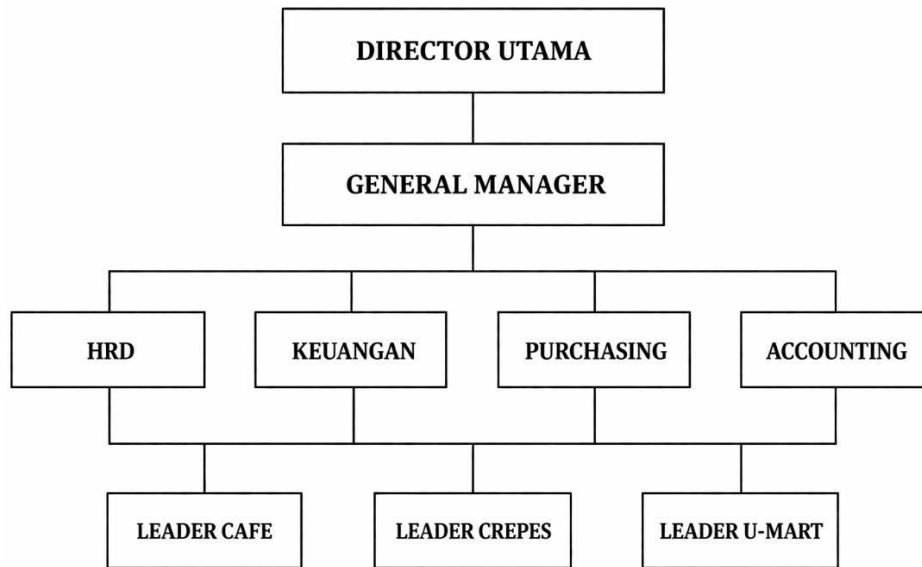 DIRECTOR UTAMA
GENERAL MANAGER
HRD
KEUANGAN
PURCHASING
ACCOUNTING
LEADER CAFE
LEADER CREPES
LEADER U-MART